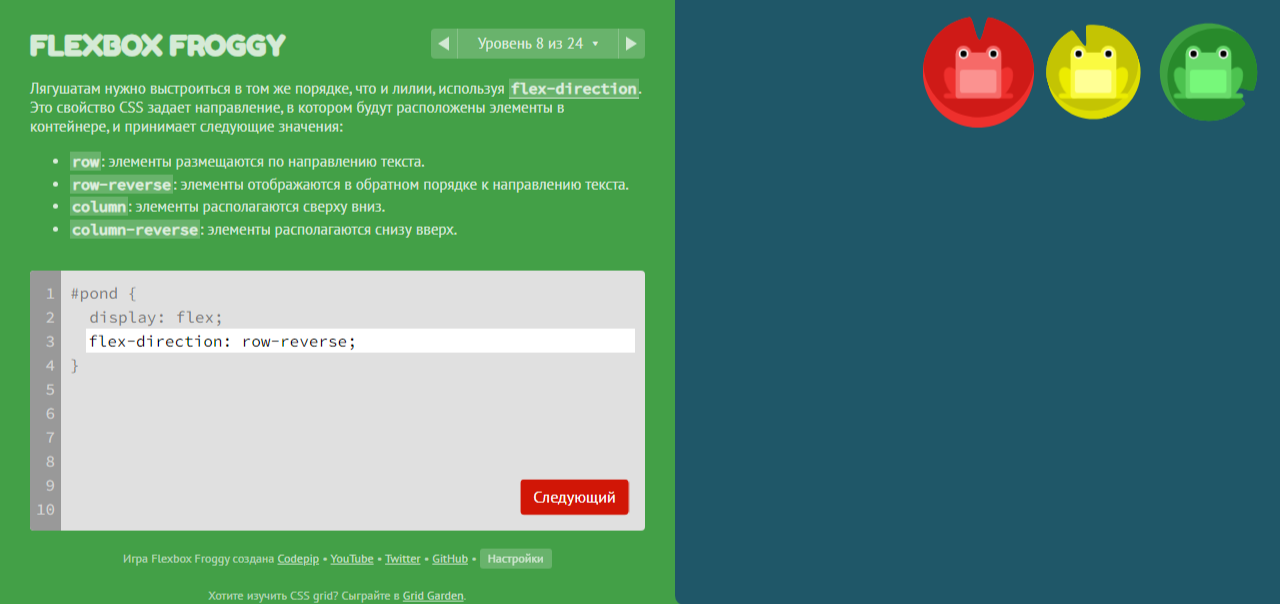 FLEXBOX FROGGY
◀ Уровень 8 из 24 ▾ ▶
Лягушатам нужно выстроиться в том же порядке, что и лилии, используя flex-direction.
Это свойство CSS задает направление, в котором будут расположены элементы в
контейнере, и принимает следующие значения:
• row: элементы размещаются по направлению текста.
• row-reverse: элементы отображаются в обратном порядке к направлению текста.
• column: элементы располагаются сверху вниз.
• column-reverse: элементы располагаются снизу вверх.
1 #pond {
2 display: flex;
3 flex-direction: row-reverse;
4 }
5
6
7
8
9
10
Следующий
Игра Flexbox Froggy создана Codepip • YouTube • Twitter • GitHub • Настройки
Хотите изучить CSS grid? Сыграйте в Grid Garden.